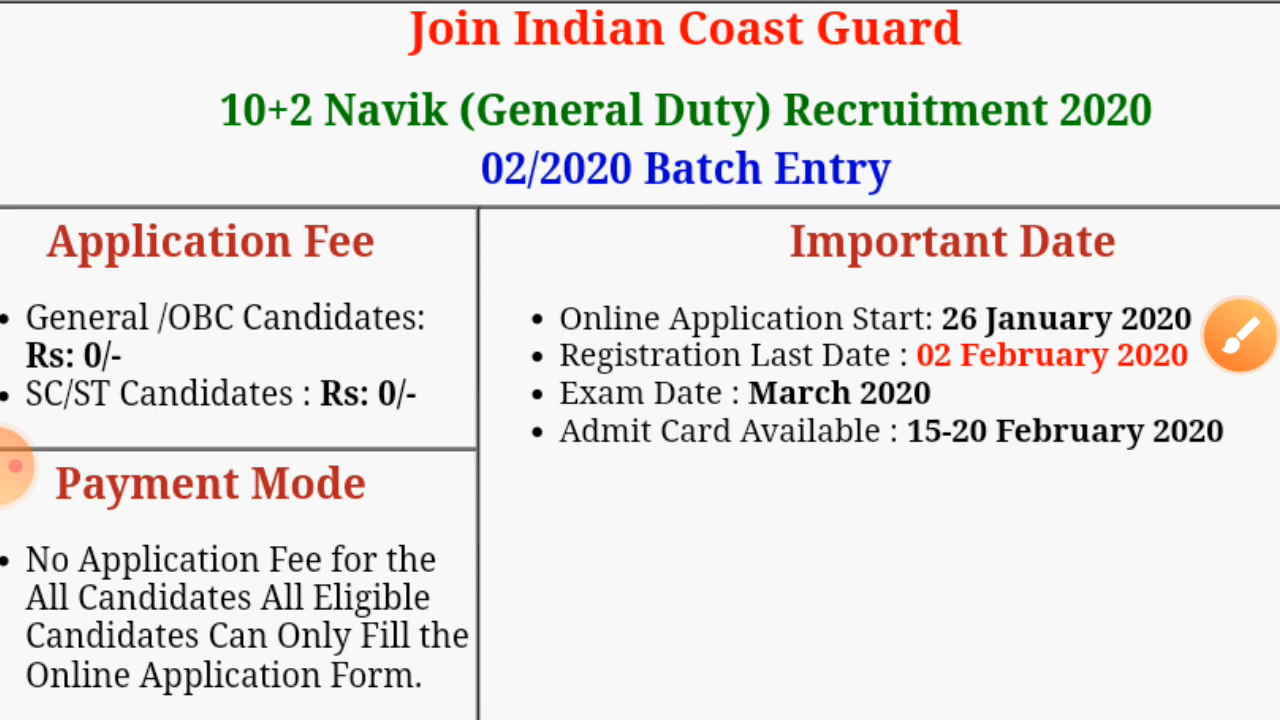 Join Indian Coast Guard
10+2 Navik (General Duty) Recruitment 2020
02/2020 Batch Entry
Application Fee
General /OBC Candidates:
Rs: 0/-
SC/ST Candidates : Rs: 0/-
Payment Mode
No Application Fee for the
All Candidates All Eligible
Candidates Can Only Fill the
Online Application Form.
Important Date
Online Application Start: 26 January 2020
Registration Last Date : 02 February 2020
Exam Date : March 2020
Admit Card Available : 15-20 February 2020